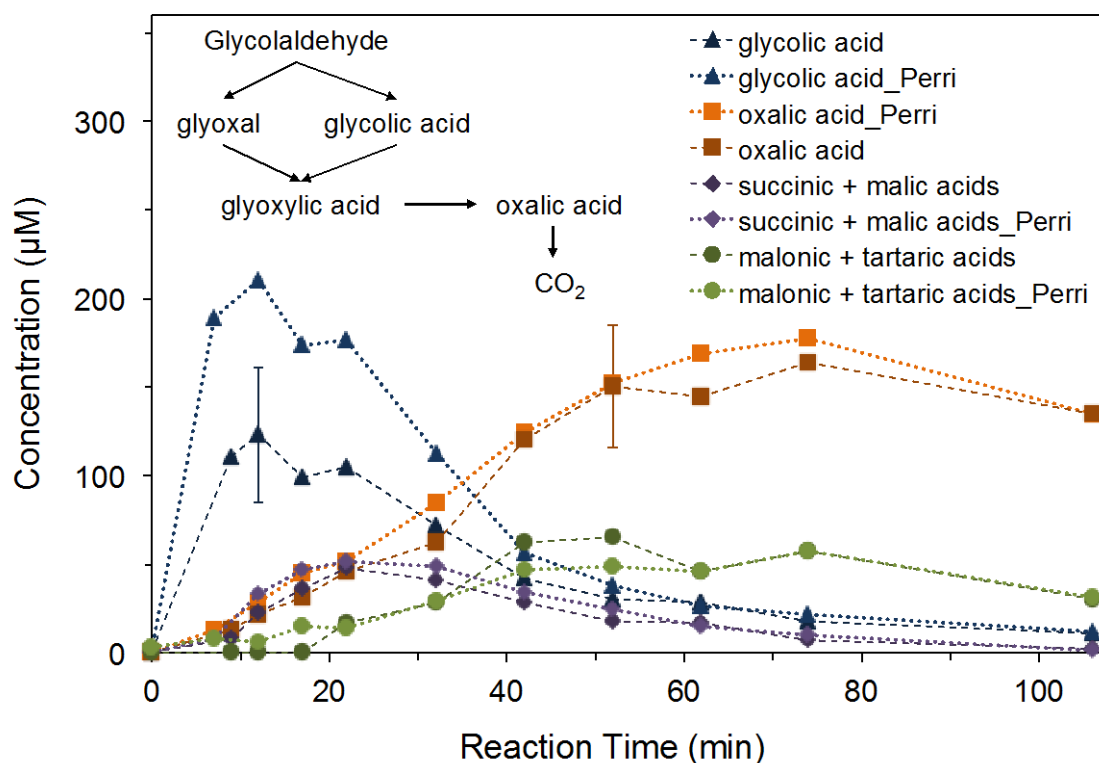 Glycolaldehyde
glyoxal glycolic acid
glyoxylic acid oxalic acid
CO₂
glycolic acid
glycolic acid_Perri
oxalic acid_Perri
oxalic acid
succinic + malic acids
succinic + malic acids_Perri
malonic + tartaric acids
malonic + tartaric acids_Perri
Concentration (µM)
300
200
100
0
0 20 40 60 80 100
Reaction Time (min)